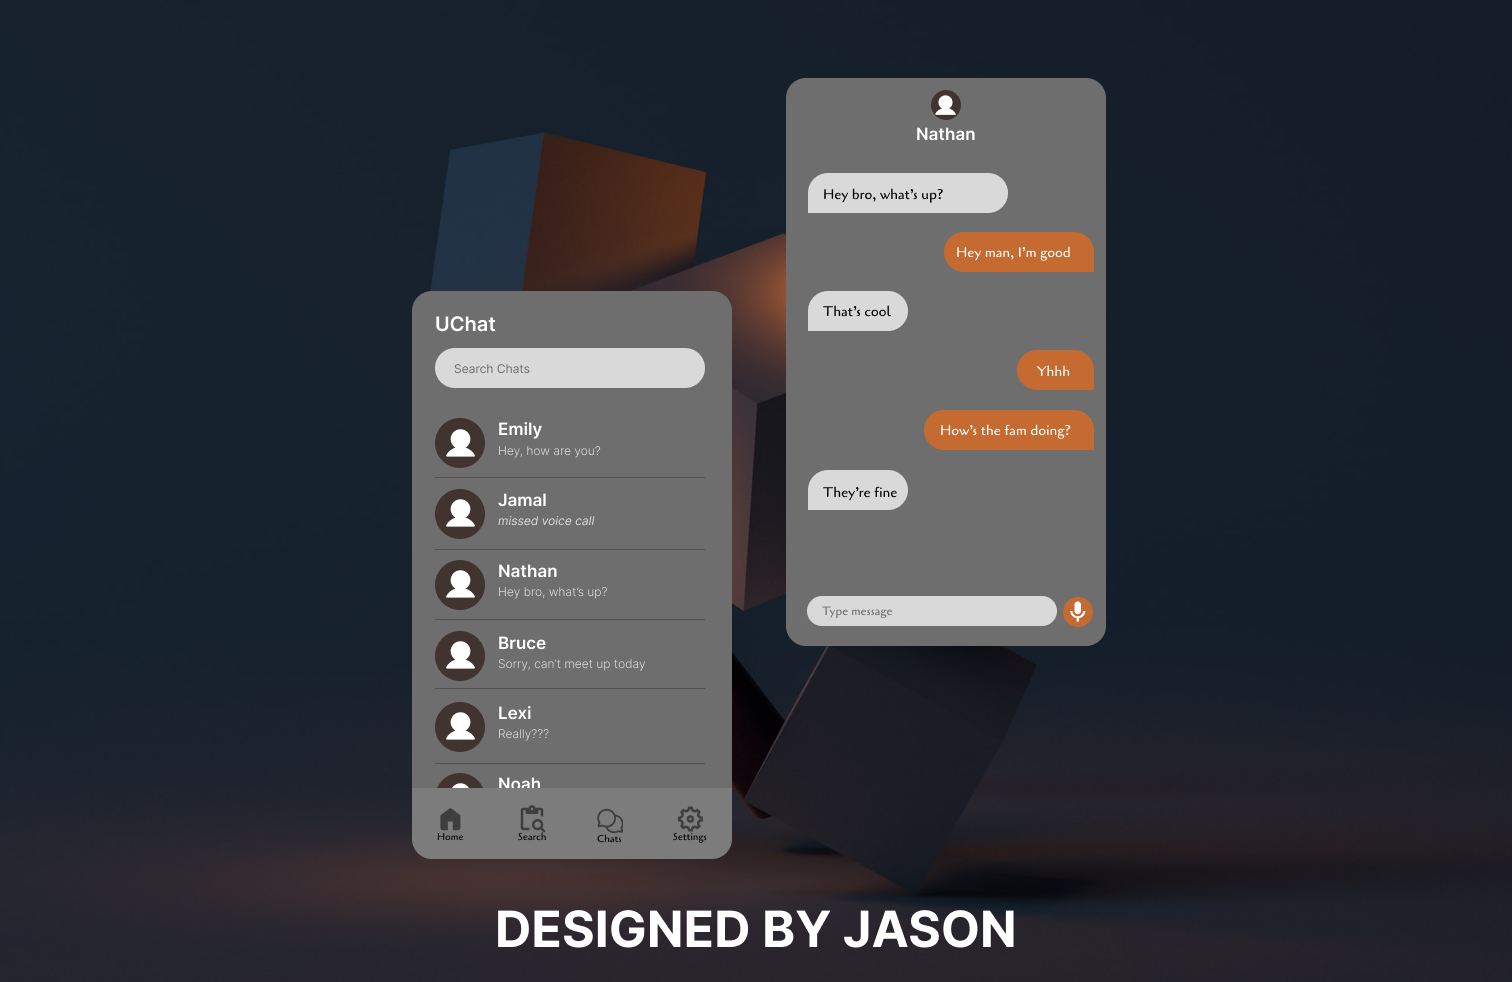 UChat
Search Chats
Emily
Hey, how are you?
Jamal
missed voice call
Nathan
Hey bro, what's up?
Bruce
Sorry, can't meet up today
Lexi
Really???
Noah
Home
Search
Chats
Settings
Nathan
Hey bro, what's up?
Hey man, I'm good
That's cool
Yhhh
How's the fam doing?
They're fine
Type message
DESIGNED BY JASON